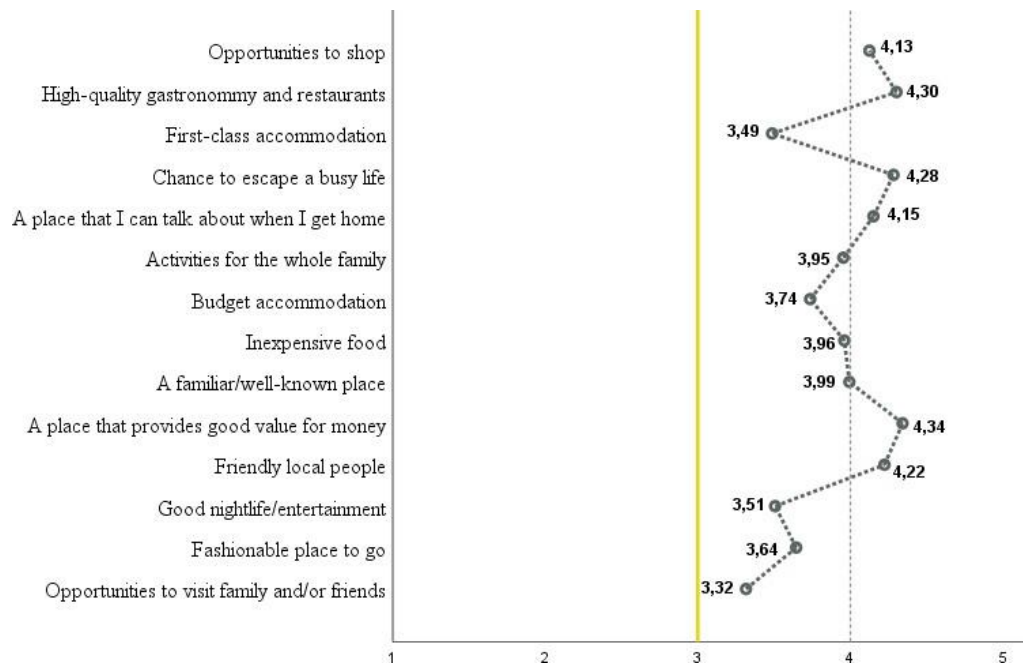 Opportunities to shop 4,13
High-quality gastronommy and restaurants 4,30
First-class accommodation 3,49
Chance to escape a busy life 4,28
A place that I can talk about when I get home 4,15
Activities for the whole family 3,95
Budget accommodation 3,74
Inexpensive food 3,96
A familiar/well-known place 3,99
A place that provides good value for money 4,34
Friendly local people 4,22
Good nightlife/entertainment 3,51
Fashionable place to go 3,64
Opportunities to visit family and/or friends 3,32
1 2 3 4 5